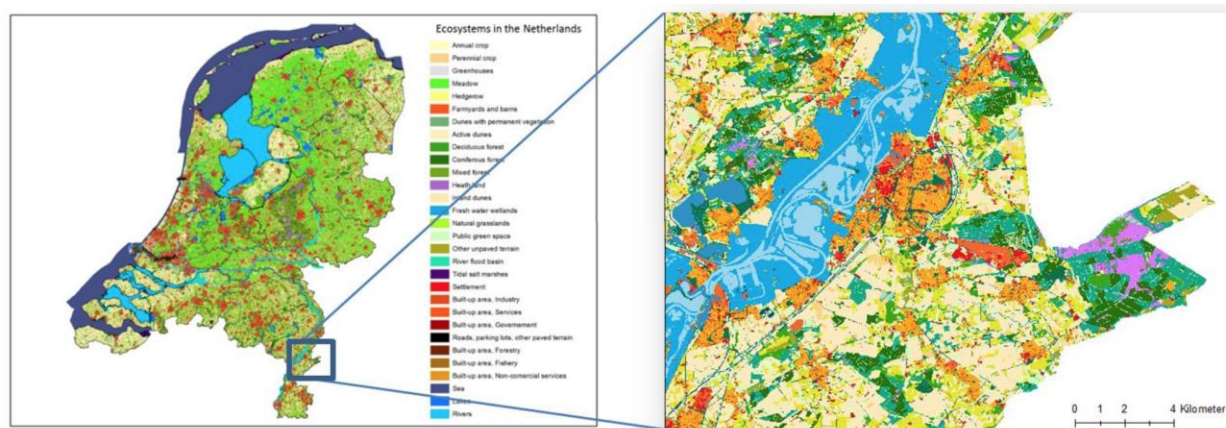 Ecosystems in the Netherlands
Annual crop
Perennial crop
Greenhouses
Meadow
Hedgerow
Farmyards and barns
Dunes with permanent vegetation
Active dunes
Deciduous forest
Coniferous forest
Mixed forest
Heath land
Inland dunes
Fresh water wetlands
Natural grasslands
Public green space
Other unpaved terrain
River flood basin
Tidal salt marshes
Settlement
Built-up area, Industry
Built-up area, Services
Built-up area, Governement
Roads, parking lots, other paved terrain
Built-up area, Forestry
Built-up area, Fishery
Built-up area, Non-comercial services
Sea
Lakes
Rivers
0 1 2 4 Kilometer